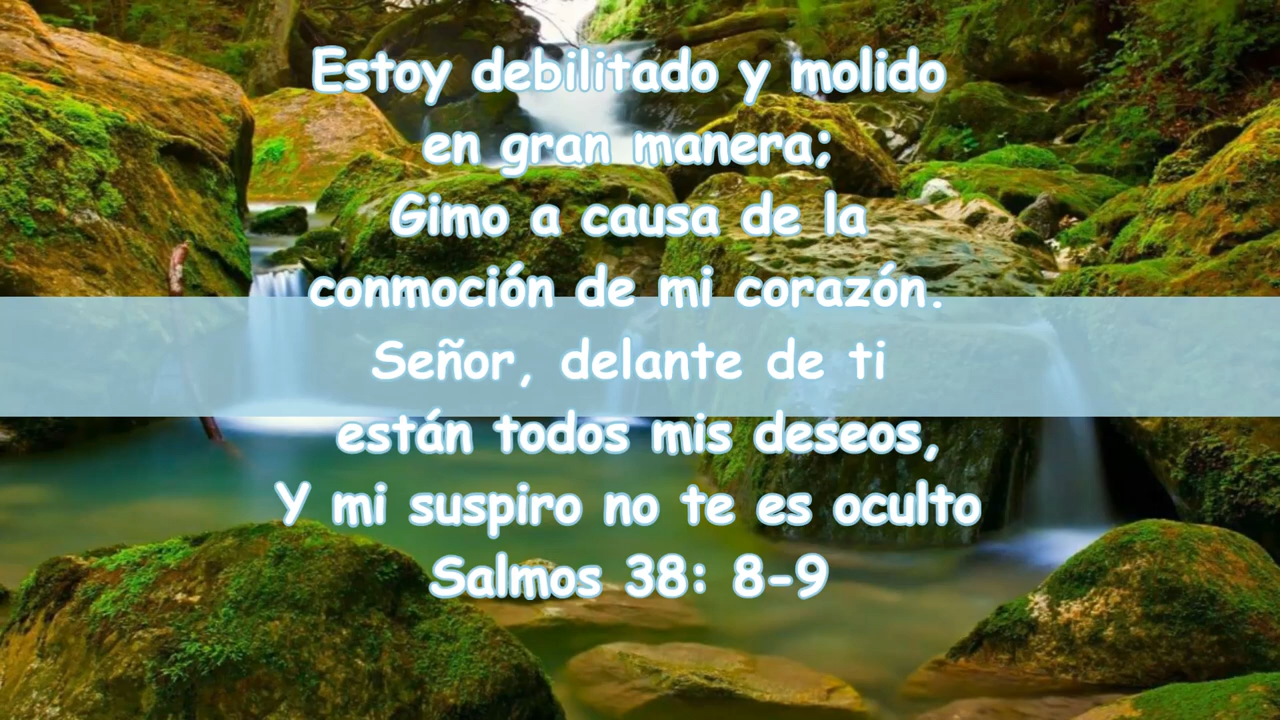 Estoy debilitado y molido
en gran manera;
Gimo a causa de la
conmoción de mi corazón.
Señor, delante de ti
están todos mis deseos,
Y mi suspiro no te es oculto
Salmos 38: 8-9